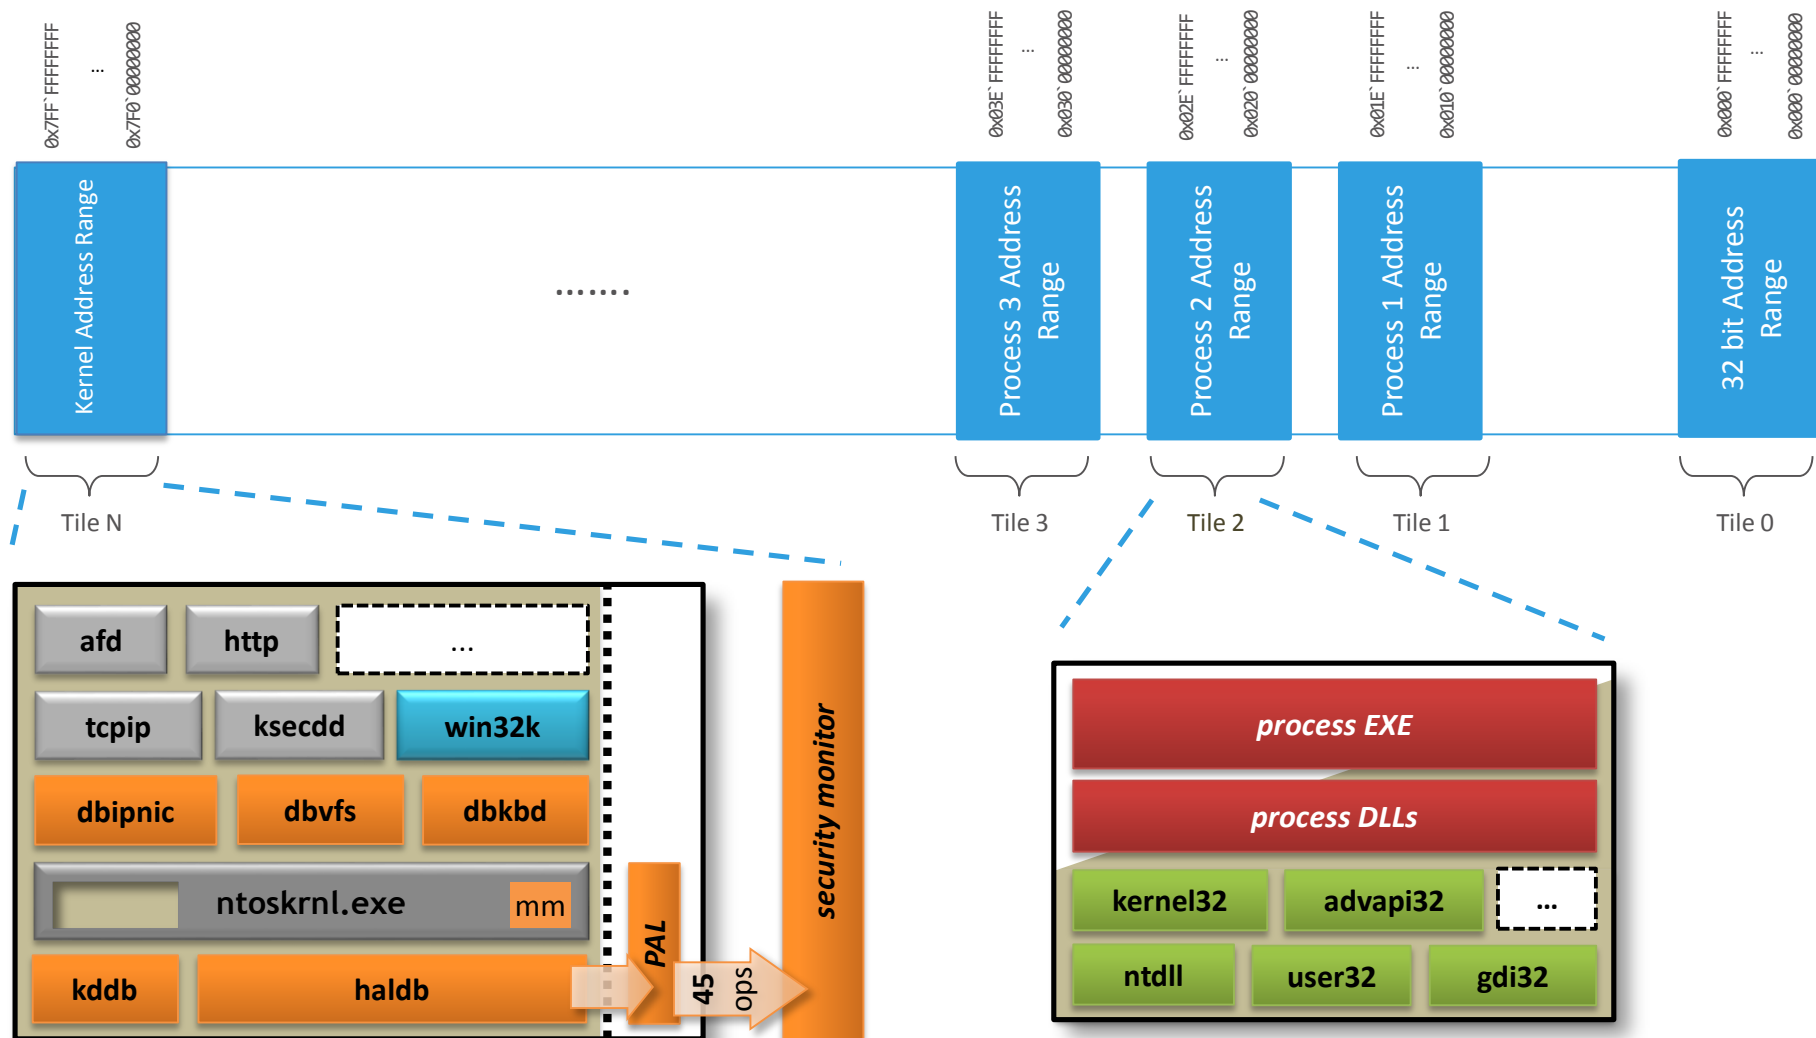 0x7FF`FFFFFFFF
...
0x7F0`00000000
0x03E`FFFFFFFF
...
0x030`00000000
0x02E`FFFFFFFF
...
0x020`00000000
0x01E`FFFFFFFF
...
0x010`00000000
0x000`FFFFFFFF
...
0x000`00000000
Kernel Address Range
.......
Process 3 Address
Range
Process 2 Address
Range
Process 1 Address
Range
32 bit Address
Range
Tile N
Tile 3
Tile 2
Tile 1
Tile 0
afd
http
...
tcpip
ksecdd
win32k
dbipnic
dbvfs
dbkbd
ntoskrnl.exe
mm
kddb
haldb
PAL
45
ops
security monitor
process EXE
process DLLs
kernel32
advapi32
...
ntdll
user32
gdi32